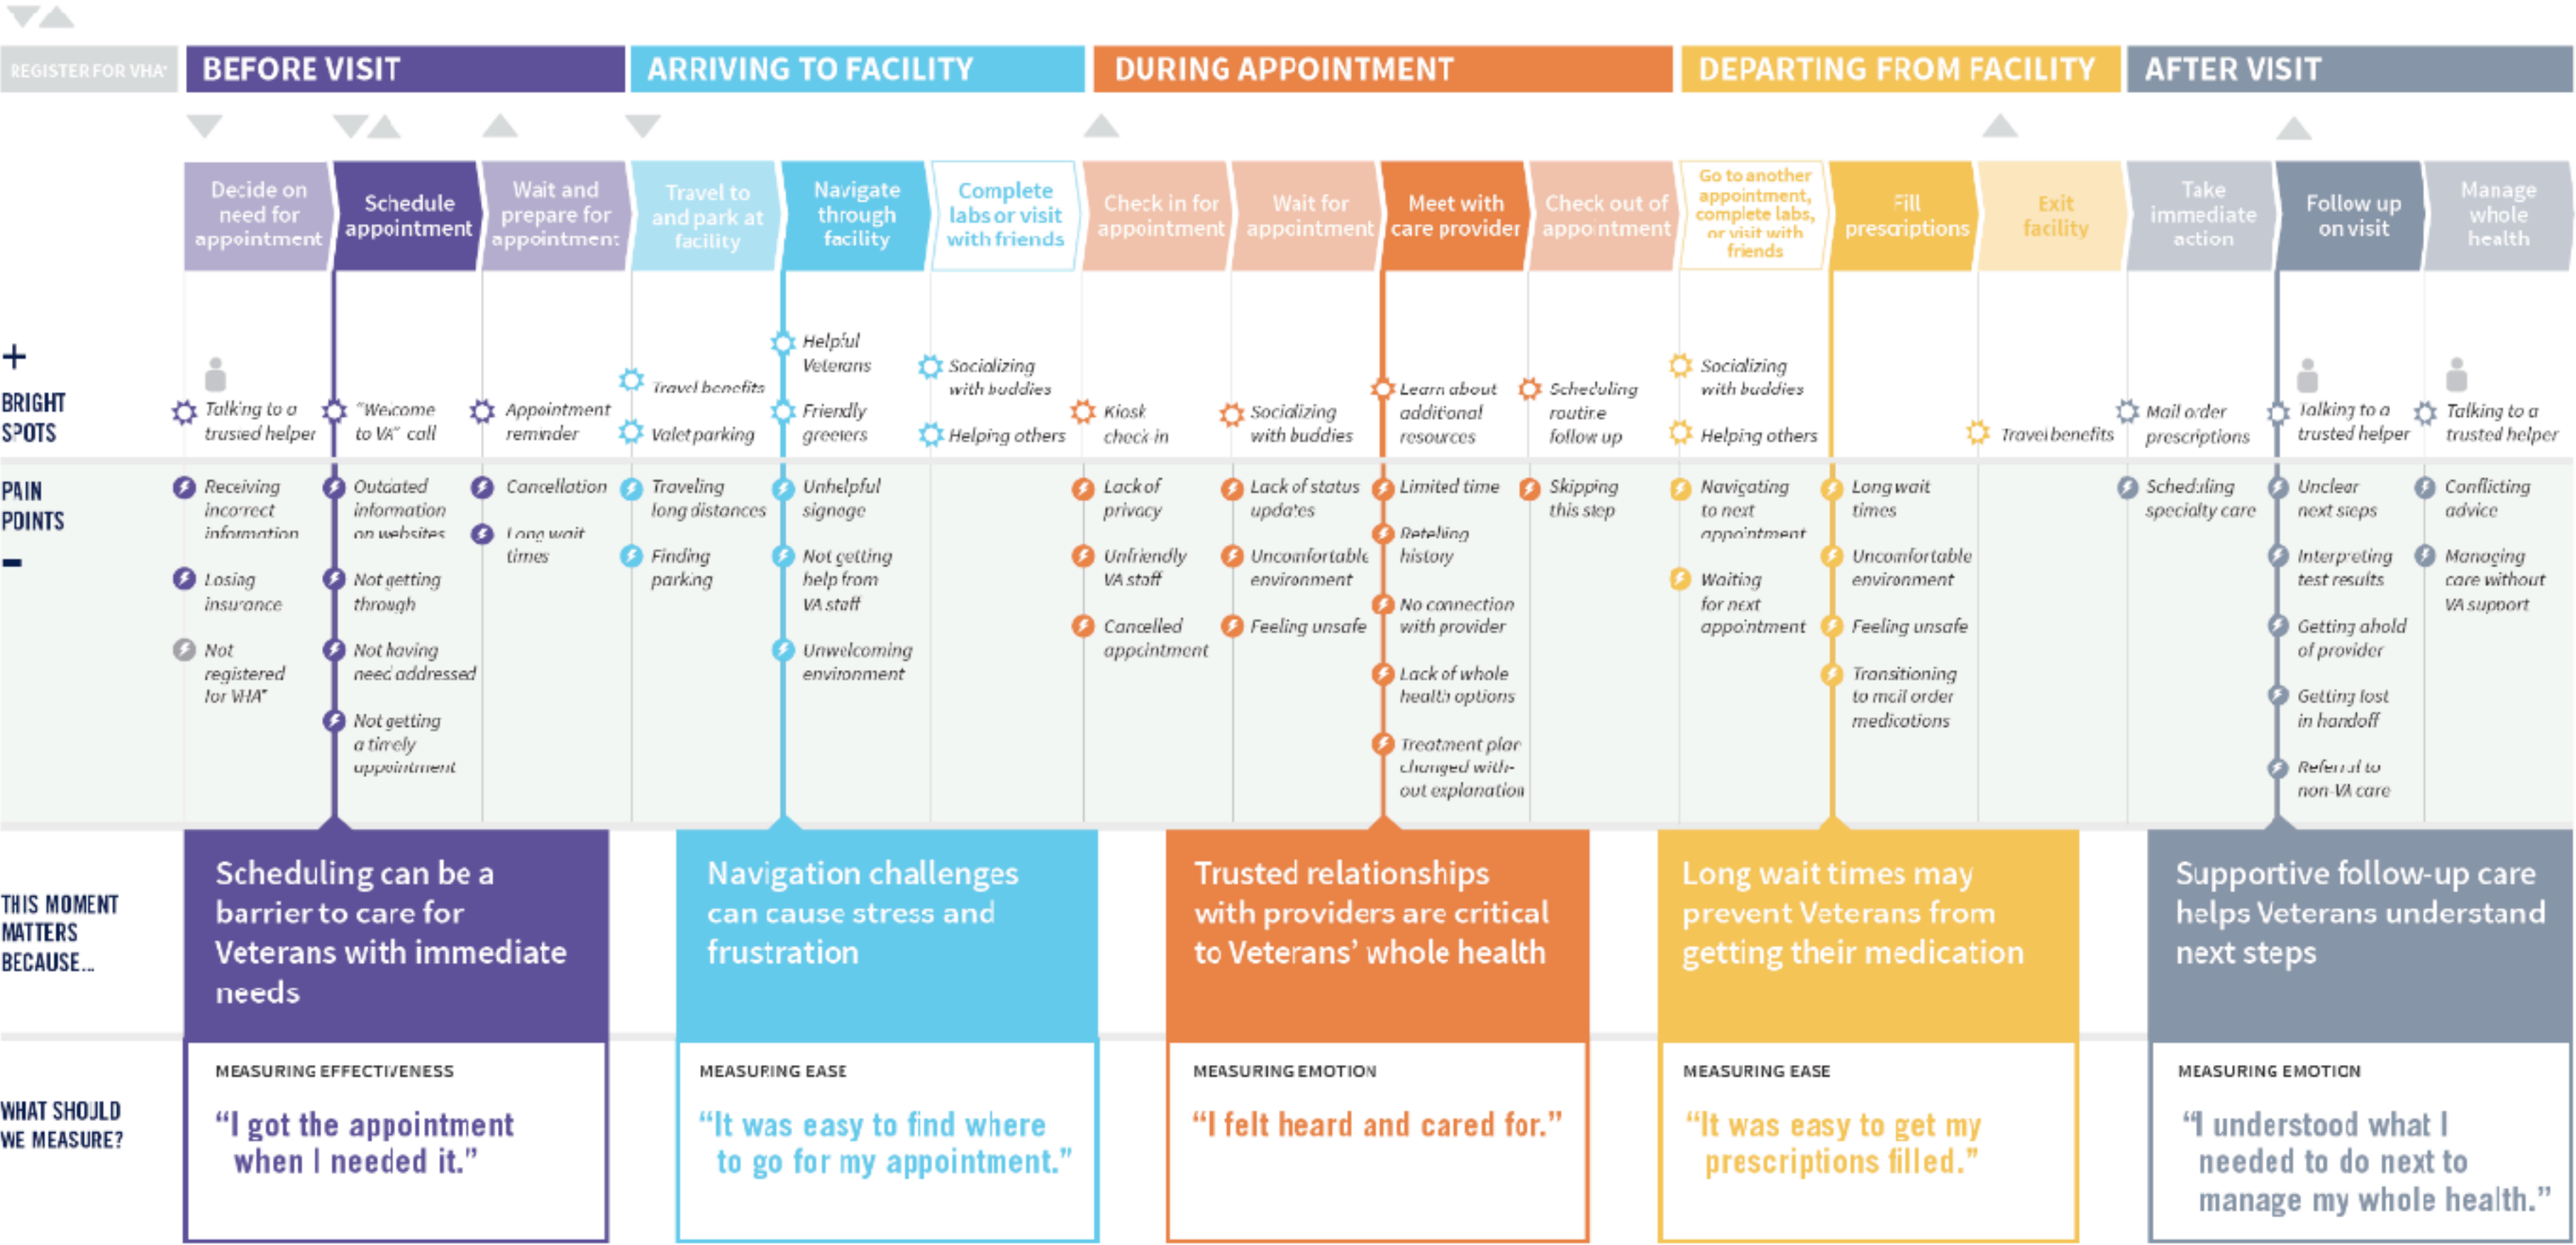 REGISTER FOR VHA*
BEFORE VISIT
ARRIVING TO FACILITY
DURING APPOINTMENT
DEPARTING FROM FACILITY
AFTER VISIT
Decide on
need for
appointment
Schedule
appointment
Wait and
prepare for
appointment
Travel to
and park at
facility
Navigate
through
facility
Complete
labs or visit
with friends
Check in for
appointment
Wait for
appointment
Meet with
care provider
Check out of
appointment
Go to another
appointment,
complete labs,
or visit with
friends
Fill
prescriptions
Exit
facility
Take
immediate
action
Follow up
on visit
Manage
whole
health
+
BRIGHT
SPOTS
Talking to a
trusted helper
"Welcome
to VA" call
Appointment
reminder
Travel benefits
Valet parking
Helpful
Veterans
Friendly
greeters
Socializing
with buddies
Helping others
Kiosk
check-in
Socializing
with buddies
Learn about
additional
resources
Scheduling
routine
follow up
Socializing
with buddies
Helping others
Travel benefits
Mail order
prescriptions
Talking to a
trusted helper
Talking to a
trusted helper
PAIN
POINTS
-
Receiving
incorrect
information
Losing
insurance
Not
registered
for VHA*
Outdated
information
on websites
Not getting
through
Not having
need addressed
Not getting
a timely
appointment
Cancellation
Long wait
times
Traveling
long distances
Finding
parking
Unhelpful
signage
Not getting
help from
VA staff
Unwelcoming
environment
Lack of
privacy
Unfriendly
VA staff
Cancelled
appointment
Lack of status
updates
Uncomfortable
environment
Feeling unsafe
Limited time
Retelling
history
No connection
with provider
Lack of whole
health options
Treatment plan
changed with-
out explanation
Skipping
this step
Navigating
to next
appointment
Waiting
for next
appointment
Long wait
times
Uncomfortable
environment
Feeling unsafe
Transitioning
to mail order
medications
Scheduling
specialty care
Unclear
next steps
Interpreting
test results
Getting ahold
of provider
Getting lost
in handoff
Referral to
non-VA care
Conflicting
advice
Managing
care without
VA support
THIS MOMENT
MATTERS
BECAUSE...
Scheduling can be a
barrier to care for
Veterans with immediate
needs
Navigation challenges
can cause stress and
frustration
Trusted relationships
with providers are critical
to Veterans' whole health
Long wait times may
prevent Veterans from
getting their medication
Supportive follow-up care
helps Veterans understand
next steps
WHAT SHOULD
WE MEASURE?
MEASURING EFFECTIVENESS
"I got the appointment
when I needed it."
MEASURING EASE
"It was easy to find where
to go for my appointment."
MEASURING EMOTION
"I felt heard and cared for."
MEASURING EASE
"It was easy to get my
prescriptions filled."
MEASURING EMOTION
"I understood what I
needed to do next to
manage my whole health."